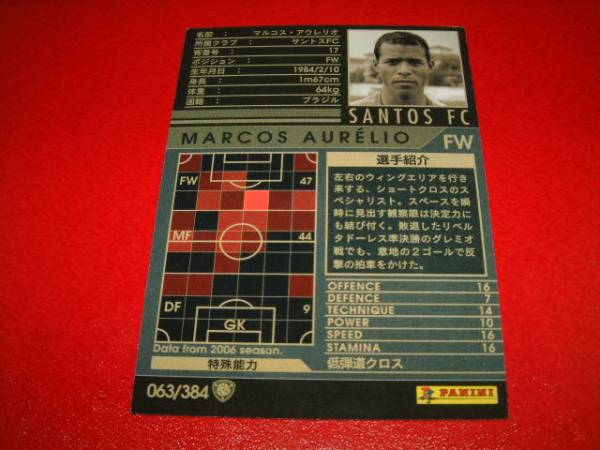 名前 : マルコス・アウレリオ
所属クラブ : サントスFC
背番号 : 17
ポジション : FW
生年月日 : 1984/2/10
身長 : 1m67cm
体重 : 64kg
国籍 : ブラジル
SANTOS FC
MARCOS AURÉLIO FW
FW 47
MF 44
DF 9
GK
Data from 2006 season.
選手紹介
左右のウィングエリアを行き
来する、ショートクロスのス
ペシャリスト。スペースを瞬
時に見出す観察眼は決定力に
も結び付く。敗退したリベル
タドーレス準決勝のグレミオ
戦でも、意地の2ゴールで反
撃の拍車をかけた。
OFFENCE 16
DEFENCE 7
TECHNIQUE 14
POWER 10
SPEED 16
STAMINA 16
特殊能力 低弾道クロス
063/384
PANINI